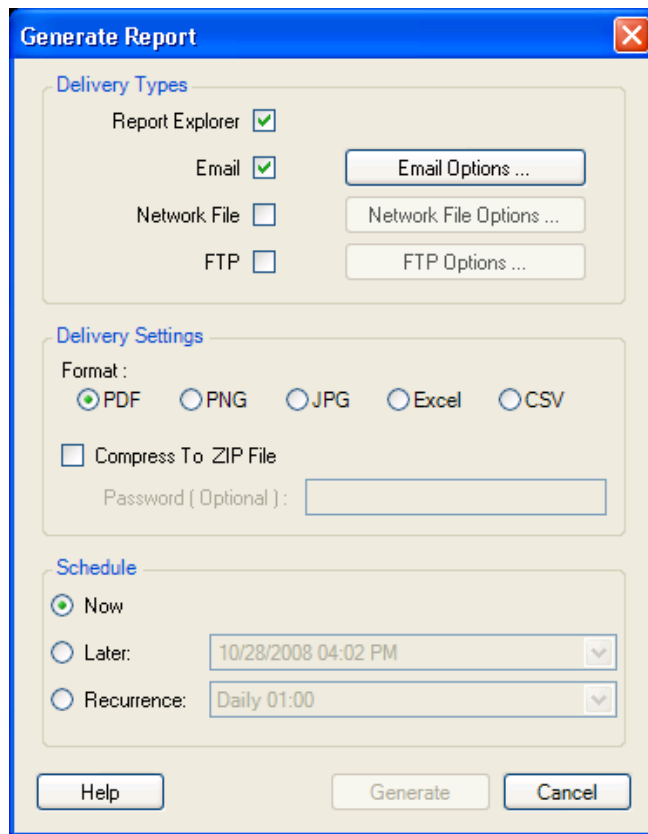 Generate Report
Delivery Types
Report Explorer
Email
Email Options ...
Network File
Network File Options ...
FTP
FTP Options ...
Delivery Settings
Format :
PDF PNG JPG Excel CSV
Compress To ZIP File
Password ( Optional ) :
Schedule
Now
Later: 10/28/2008 04:02 PM
Recurrence: Daily 01:00
Help Generate Cancel